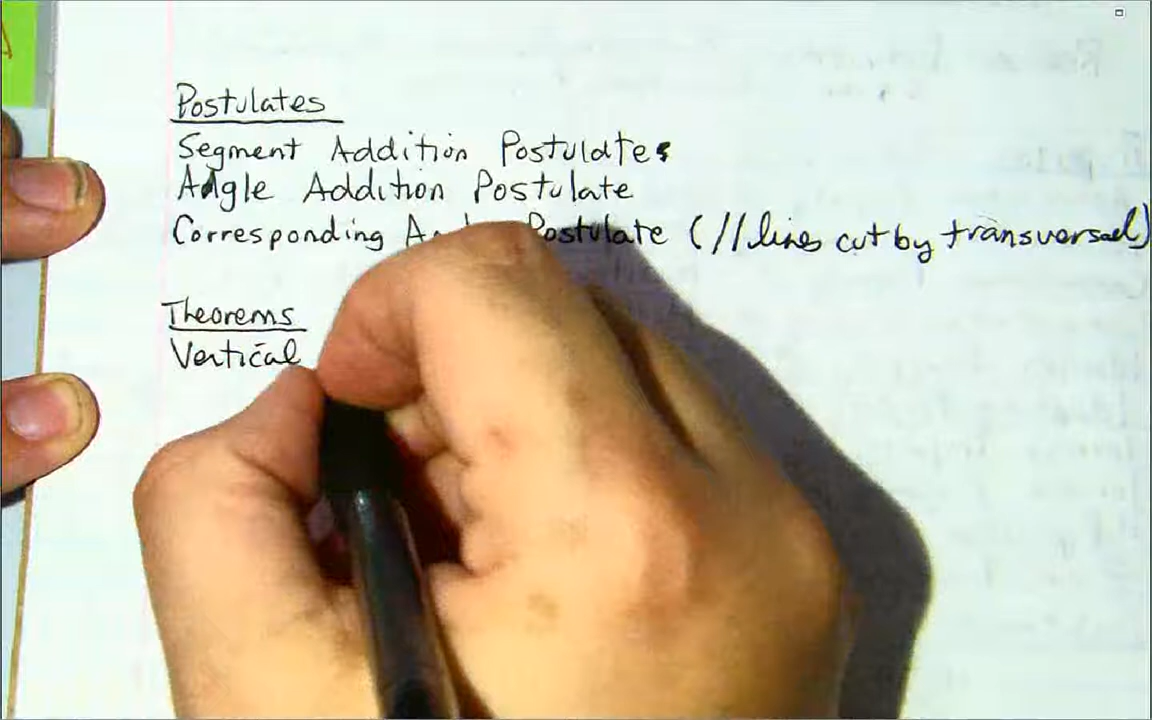 Postulates
Segment Addition Postulates
Angle Addition Postulate
Corresponding Postulate (// lines cut by transversal)
Theorems
Vertical